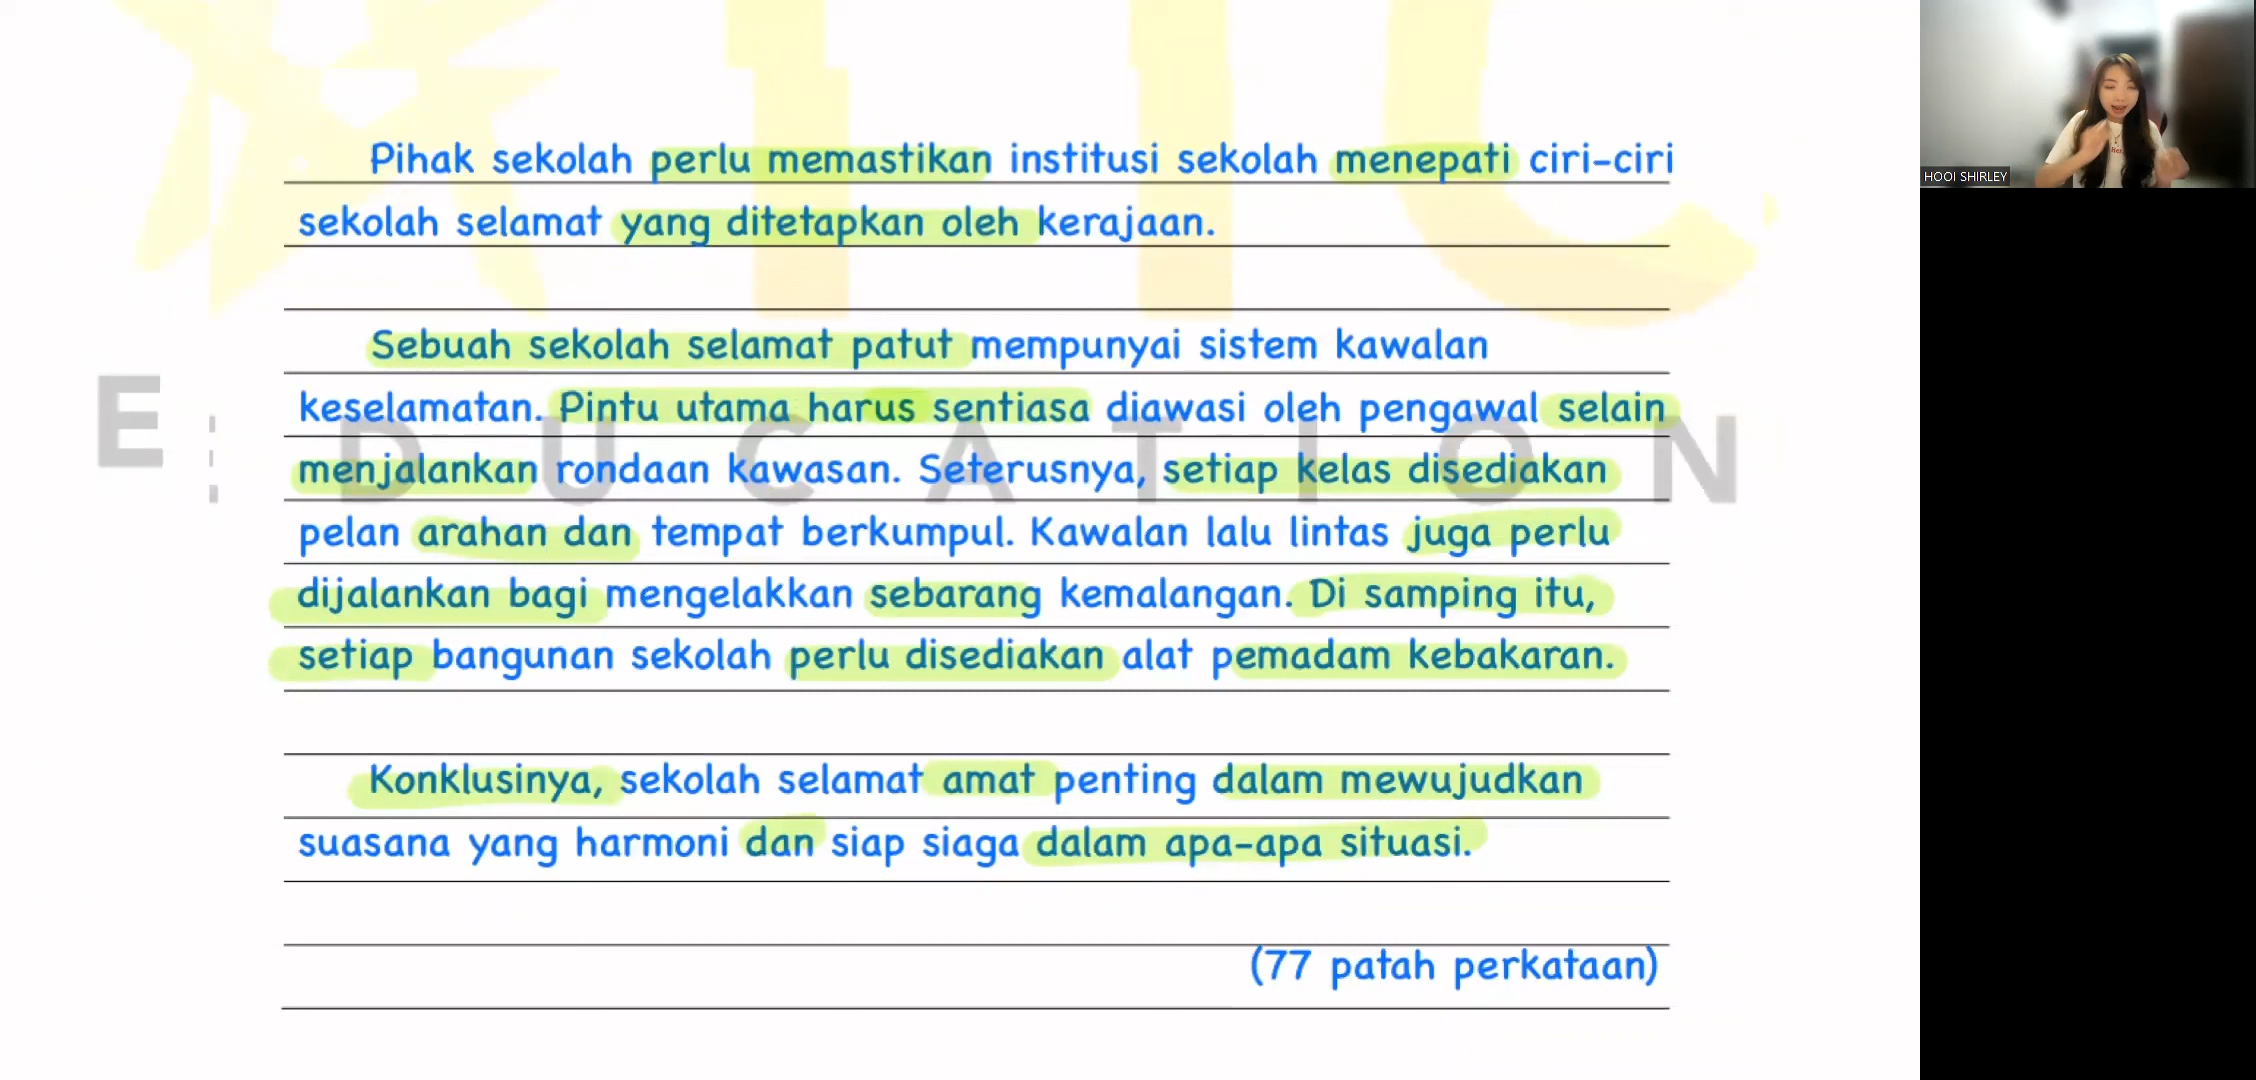 Pihak sekolah perlu memastikan institusi sekolah menepati ciri-ciri
sekolah selamat yang ditetapkan oleh kerajaan.
Sebuah sekolah selamat patut mempunyai sistem kawalan
keselamatan. Pintu utama harus sentiasa diawasi oleh pengawal selain
menjalankan rondaan kawasan. Seterusnya, setiap kelas disediakan
pelan arahan dan tempat berkumpul. Kawalan lalu lintas juga perlu
dijalankan bagi mengelakkan sebarang kemalangan. Di samping itu,
setiap bangunan sekolah perlu disediakan alat pemadam kebakaran.
Konklusinya, sekolah selamat amat penting dalam mewujudkan
suasana yang harmoni dan siap siaga dalam apa-apa situasi.
(77 patah perkataan)
EDUCATION
HOOI SHIRLEY